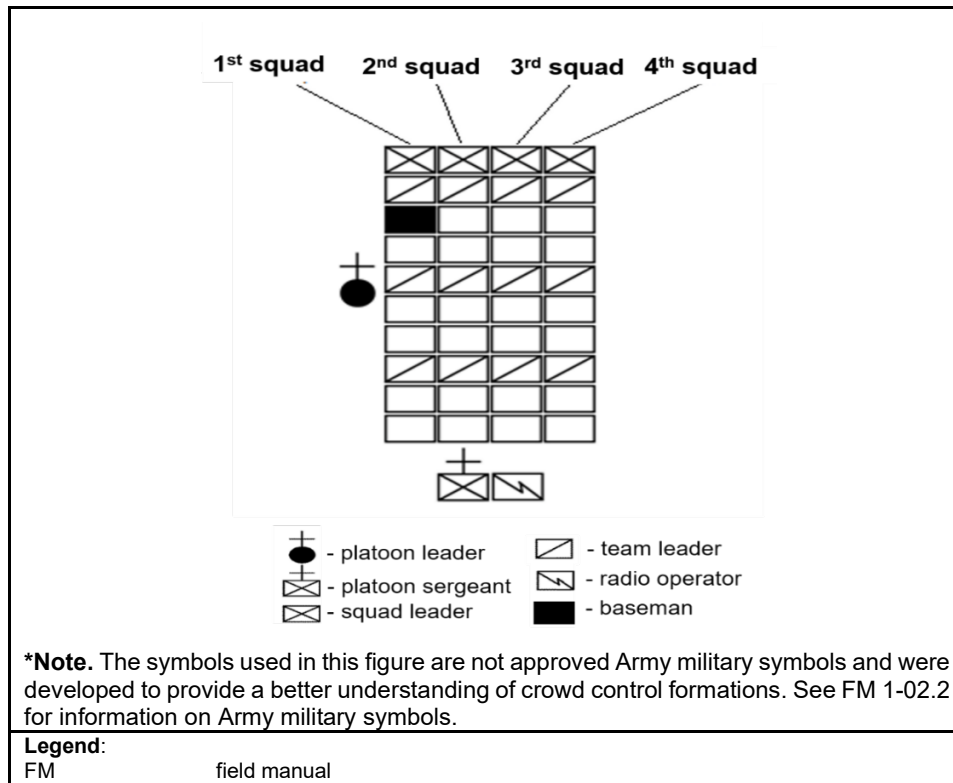 1st squad 2nd squad 3rd squad 4th squad
- platoon leader
- platoon sergeant
- squad leader
- team leader
- radio operator
- baseman
*Note. The symbols used in this figure are not approved Army military symbols and were
developed to provide a better understanding of crowd control formations. See FM 1-02.2
for information on Army military symbols.
Legend:
FM field manual